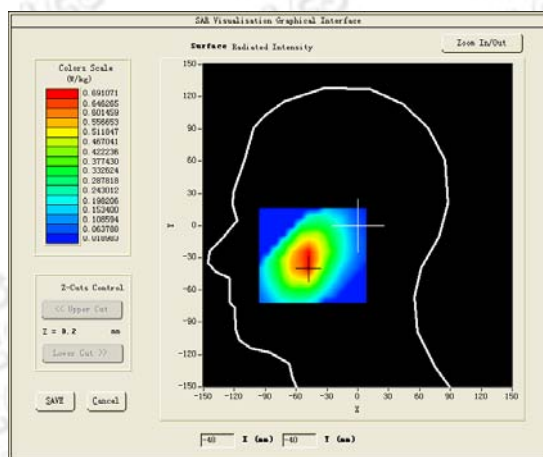 SAR Visualisation Graphical Interface
Surface Radiated Intensity
Zoom In/Out
Colors Scale
(W/kg)
0.691071
0.646265
0.601459
0.556653
0.511847
0.467041
0.422236
0.377430
0.332624
0.287818
0.243012
0.198206
0.153400
0.108594
0.063788
0.018983
150
120
90
60
30
0
-30
-60
-90
-120
-150
Y
-150 -120 -90 -60 -30 0 30 60 90 120 150
X
Z-Cuts Control
<< Upper Cut
Z = 0.2 mm
Lower Cut >>
SAVE Cancel
X (mm) Y (mm) -40